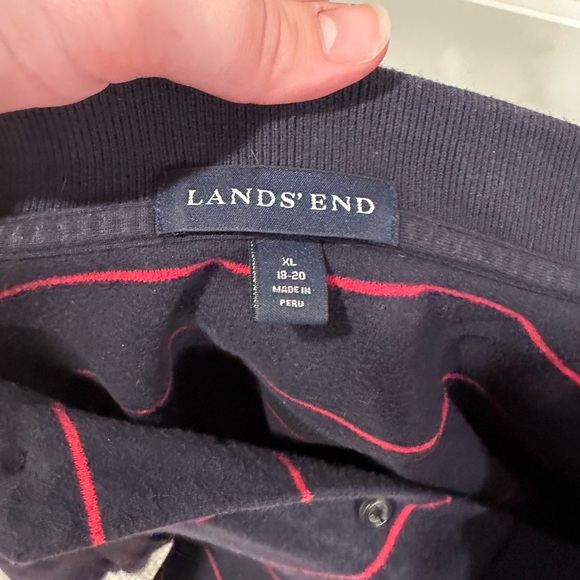 LANDS' END
XL
18-20
MADE IN
PERU